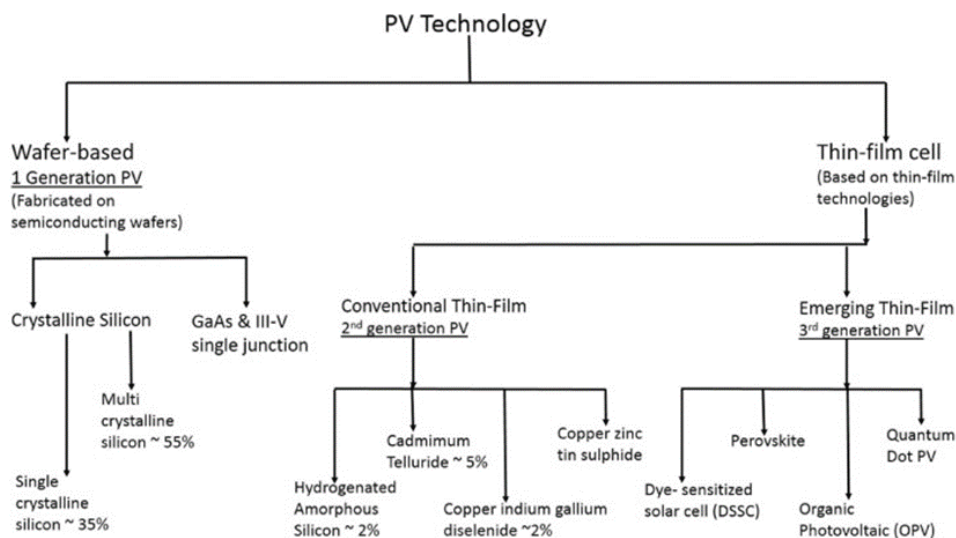 PV Technology
Wafer-based
1 Generation PV
(Fabricated on
semiconducting wafers)
Thin-film cell
(Based on thin-film
technologies)
Crystalline Silicon
GaAs & III-V
single junction
Conventional Thin-Film
2nd generation PV
Emerging Thin-Film
3rd generation PV
Multi
crystalline
silicon ~ 55%
Single
crystalline
silicon ~ 35%
Hydrogenated
Amorphous
Silicon ~ 2%
Cadmimum
Telluride ~ 5%
Copper indium gallium
diselenide ~2%
Copper zinc
tin sulphide
Dye- sensitized
solar cell (DSSC)
Perovskite
Organic
Photovoltaic (OPV)
Quantum
Dot PV